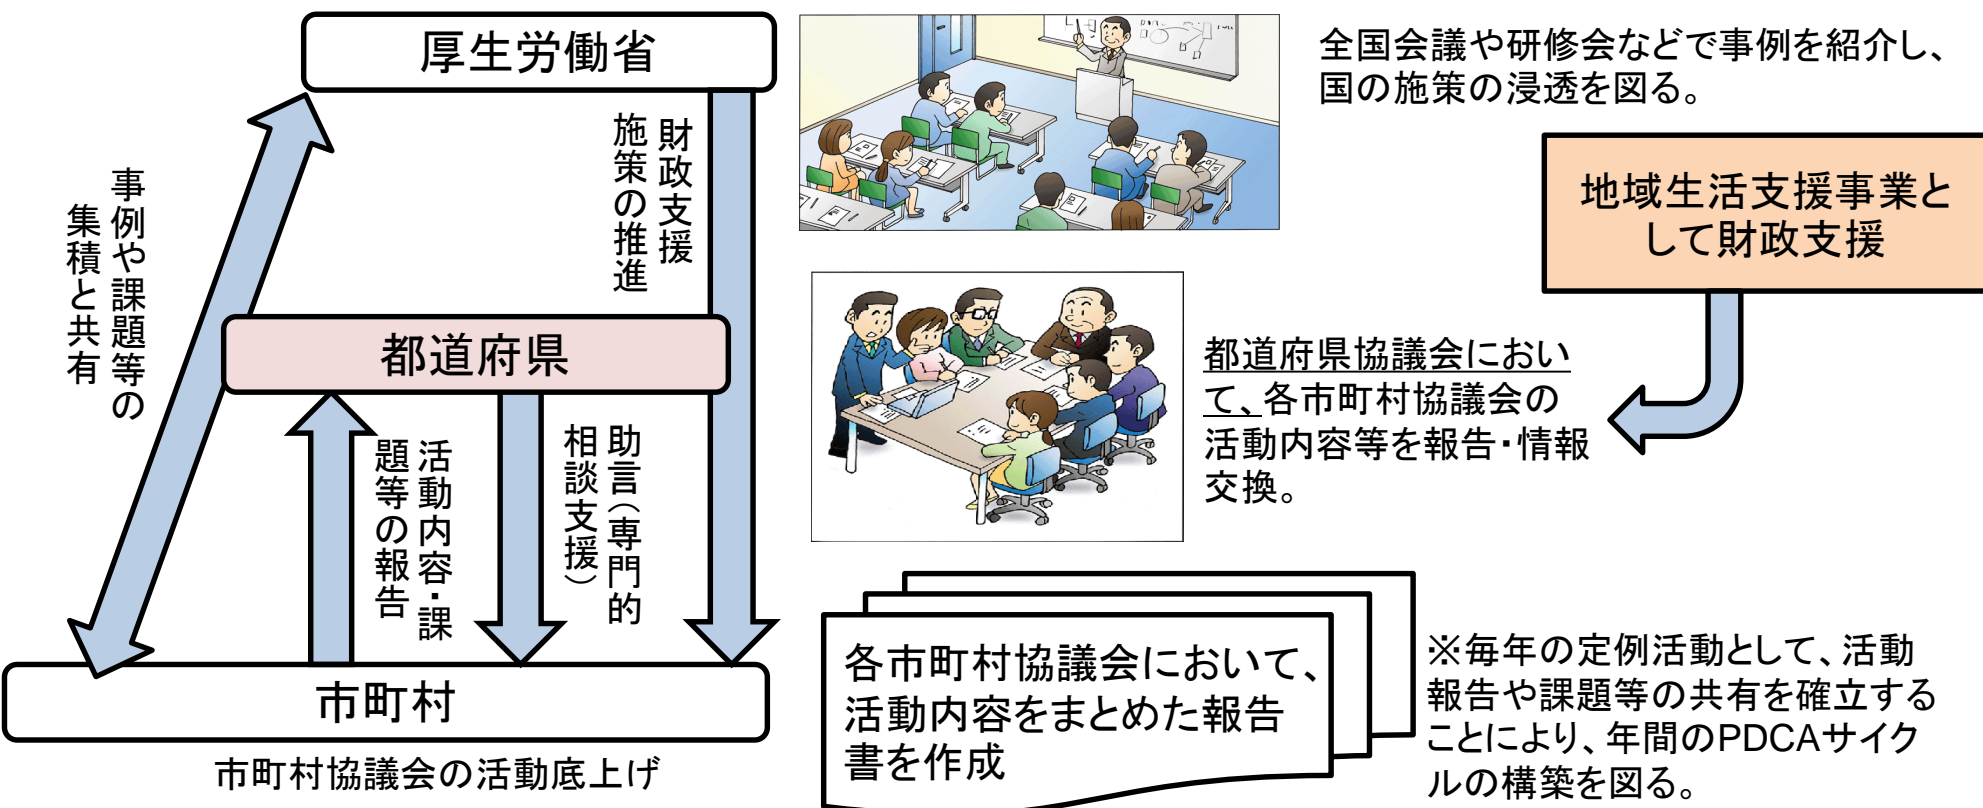 厚生労働省
全国会議や研修会などで事例を紹介し、
国の施策の浸透を図る。
財政支援
施策の推進
事例や課題等の
集積と共有
地域生活支援事業と
して財政支援
都道府県
都道府県協議会におい
て、各市町村協議会の
活動内容等を報告・情報
交換。
活動内容・課
題等の報告
助言（専門的
相談支援）
市町村
市町村協議会の活動底上げ
各市町村協議会において、
活動内容をまとめた報告
書を作成
※毎年の定例活動として、活動
報告や課題等の共有を確立する
ことにより、年間のPDCAサイク
ルの構築を図る。